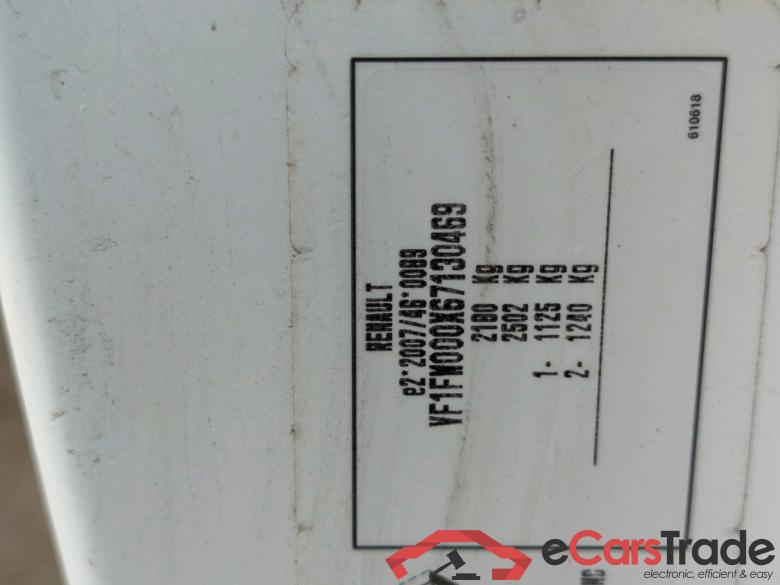 RENAULT
e2*2007/46*0089
VF1FW000X67130469
2180 Kg
2502 Kg
1- 1125 Kg
2- 1240 Kg
610618
eCarsTrade
electronic, efficient & easy